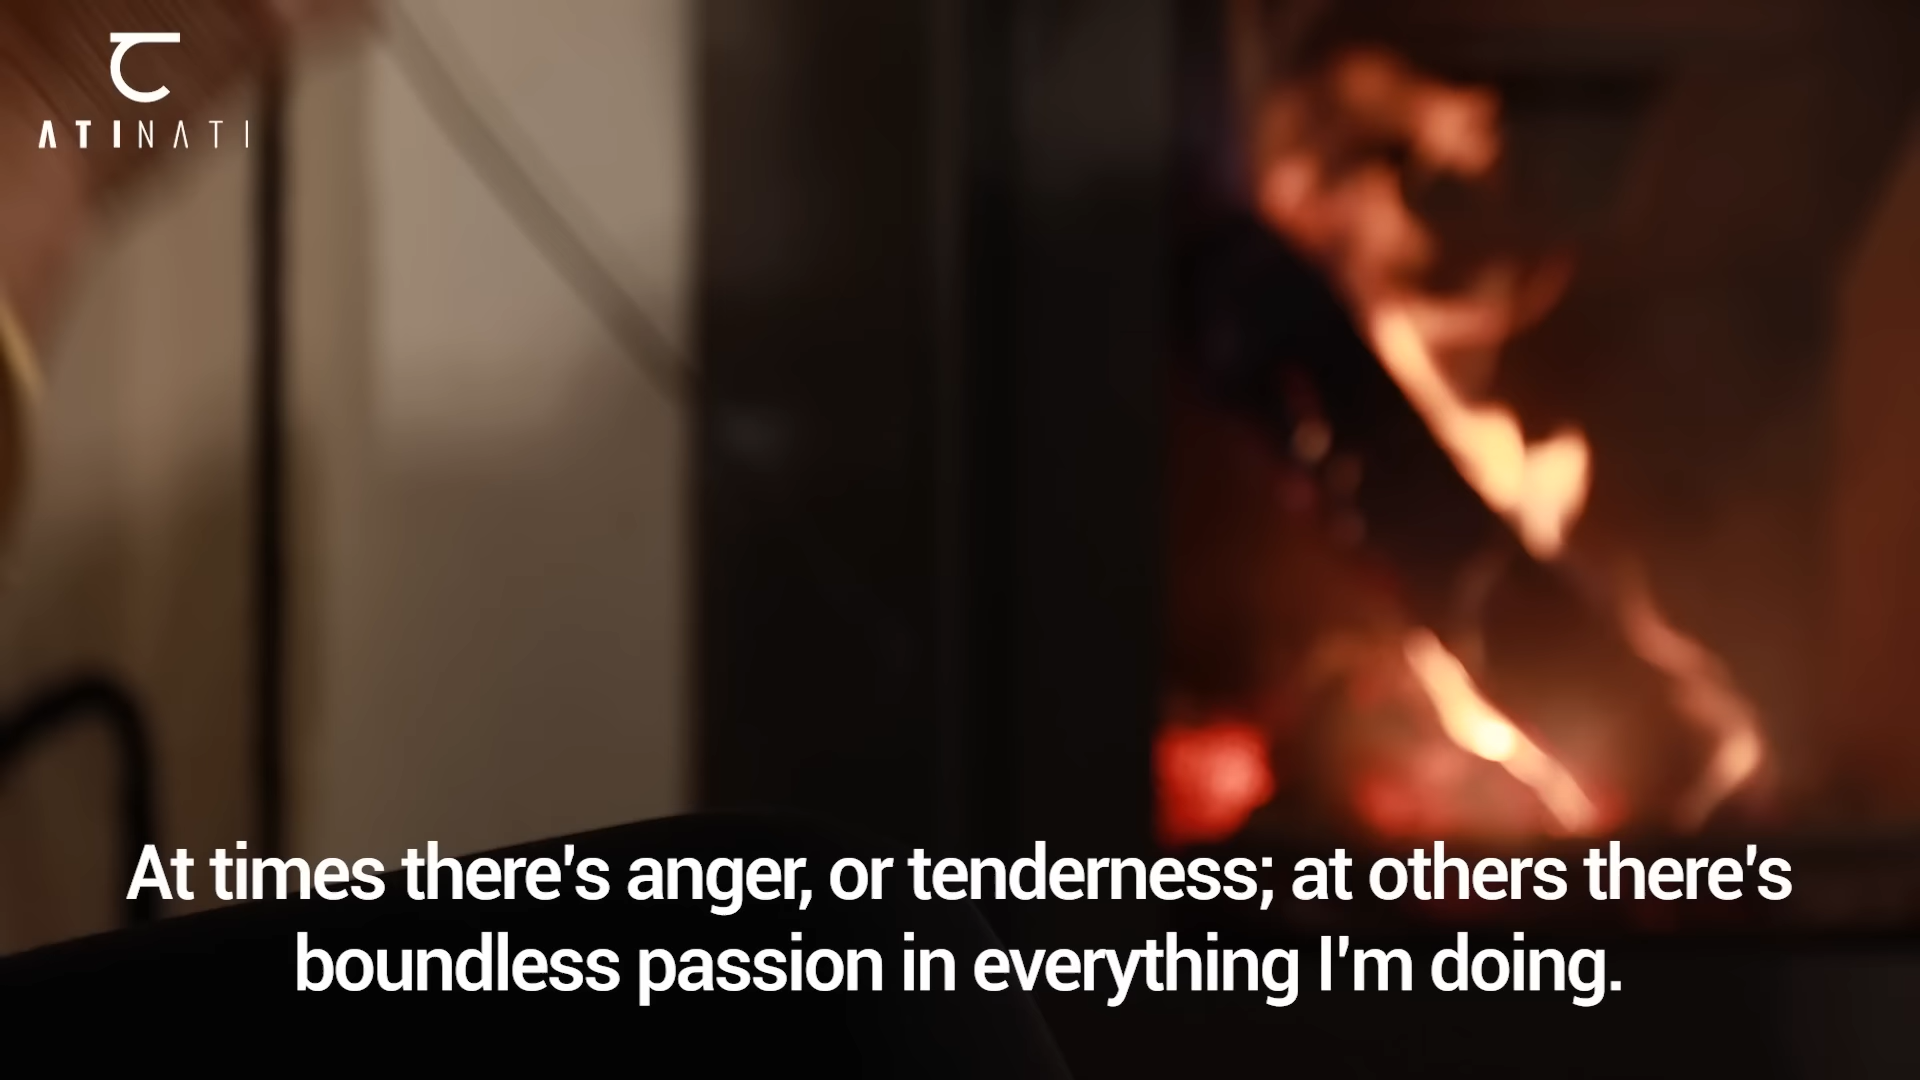 ATINATI
At times there's anger, or tenderness; at others there's
boundless passion in everything I'm doing.